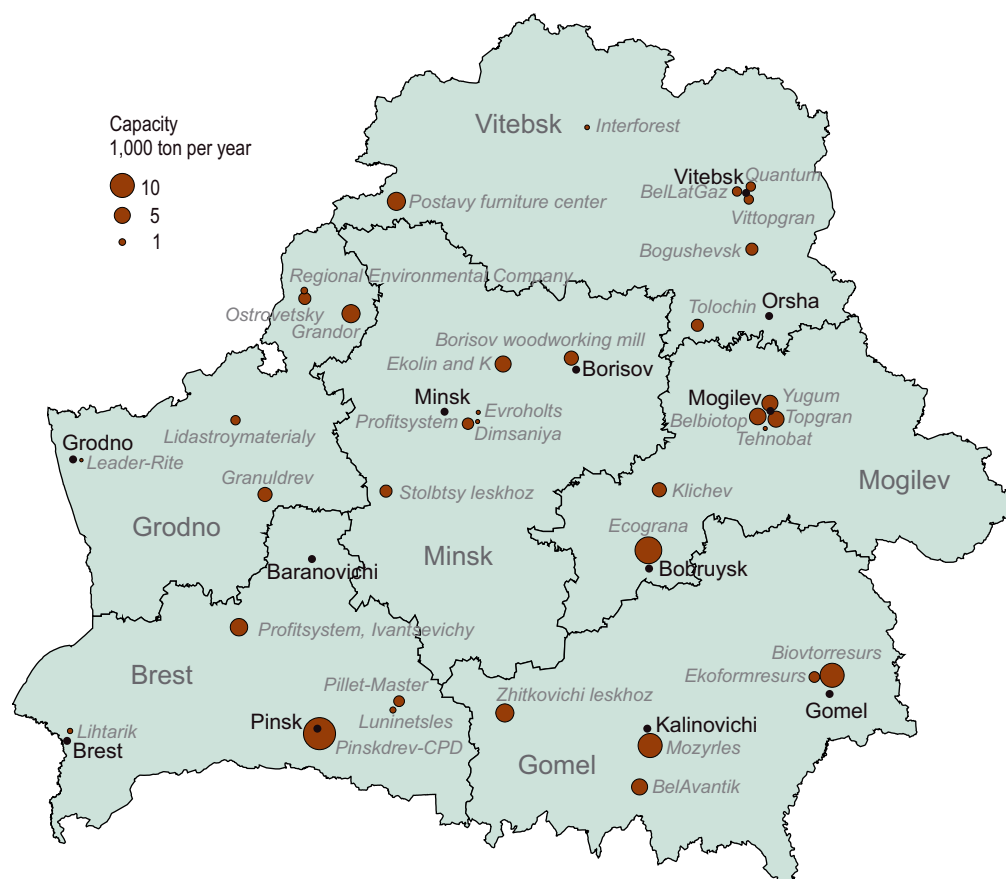 Capacity
1,000 ton per year
10
5
1
Vitebsk
Interforest
Vitebsk
Quantum
BelLatGaz
Vittopgran
Postavy furniture center
Bogushevsk
Regional Environmental Company
Ostrovetsky
Grandor
Tolochin
Orsha
Borisov woodworking mill
Ekolin and K
Borisov
Minsk
Evroholts
Profitsystem
Dimsaniya
Mogilev
Yugum
Belbiotop
Topgran
Tehnobat
Lidastroymaterialy
Grodno
Leader-Rite
Granuldrev
Stolbtsy leskhoz
Klichev
Mogilev
Grodno
Ecograna
Minsk
Baranovichi
Bobruysk
Profitsystem, Ivantsevichy
Brest
Biovtorresurs
Ekoformresurs
Pillet-Master
Zhitkovichi leskhoz
Luninetsles
Gomel
Lihtarik
Pinsk
Kalinovichi
Brest
Pinskdrev-CPD
Mozyrles
Gomel
BelAvantik